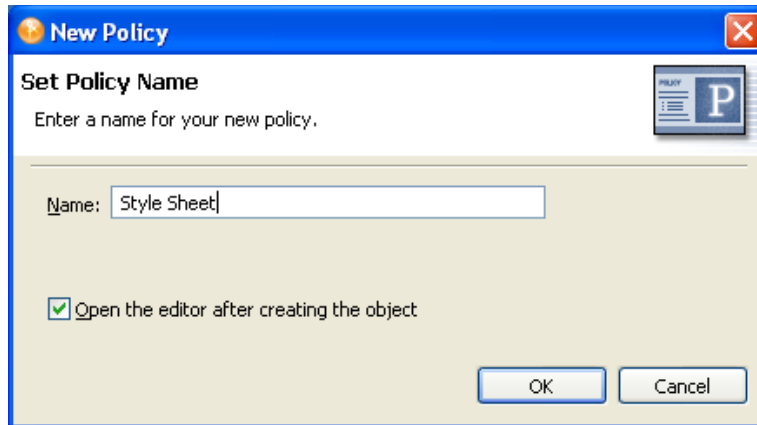 New Policy
Set Policy Name
Enter a name for your new policy.
POLICY
P
Name: Style Sheet
Open the editor after creating the object
OK Cancel